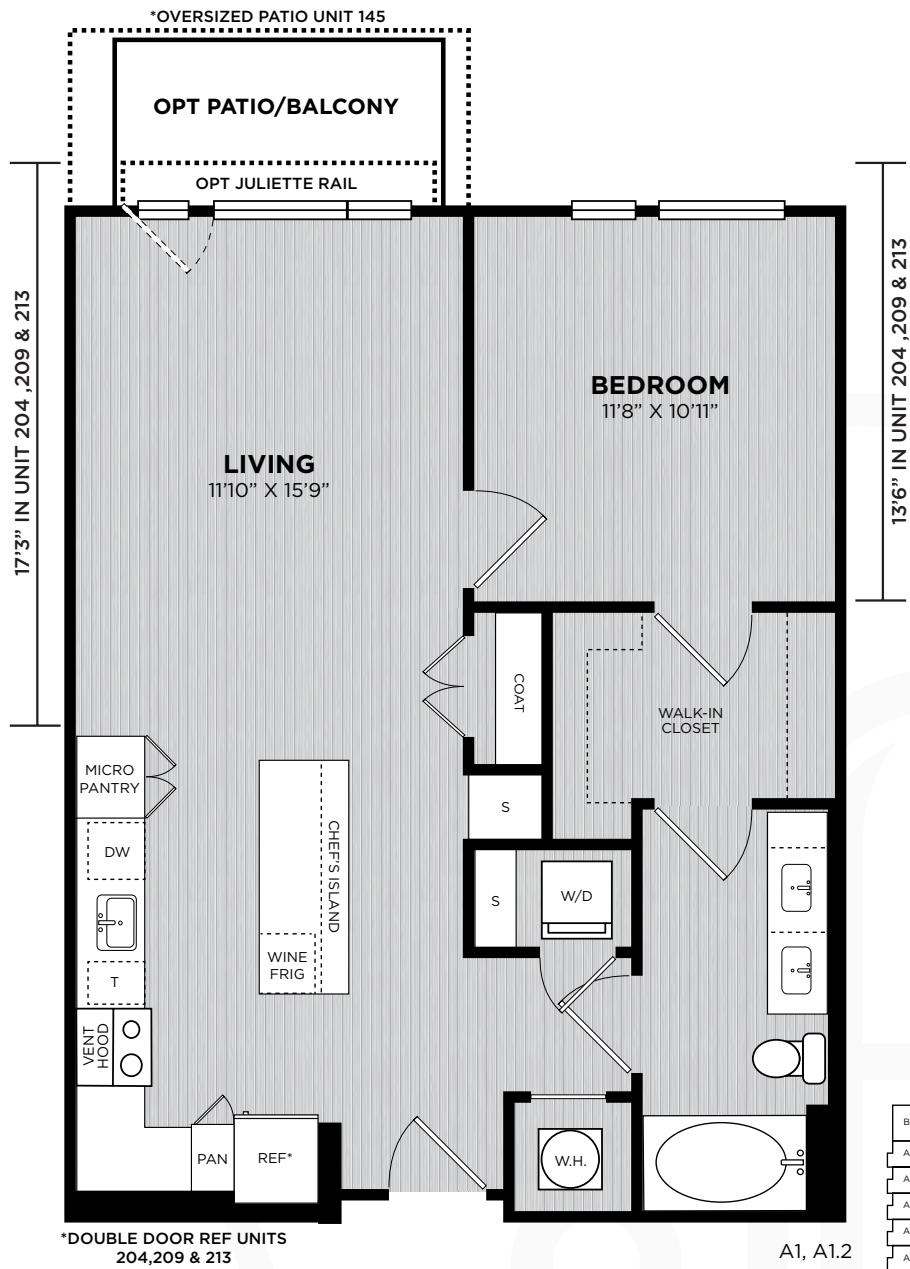 *OVERSIZED PATIO UNIT 145
OPT PATIO/BALCONY
OPT JULIETTE RAIL
17'3" IN UNIT 204 ,209 & 213
13'6" IN UNIT 204 ,209 & 213
BEDROOM
11'8" X 10'11"
LIVING
11'10" X 15'9"
COAT
WALK-IN
CLOSET
MICRO
PANTRY
S
DW
CHEF'S ISLAND
S
W/D
WINE
FRIG
T
VENT
HOOD
PAN
REF*
W.H.
*DOUBLE DOOR REF UNITS
204,209 & 213
A1, A1.2
B
A
A
A
A
A